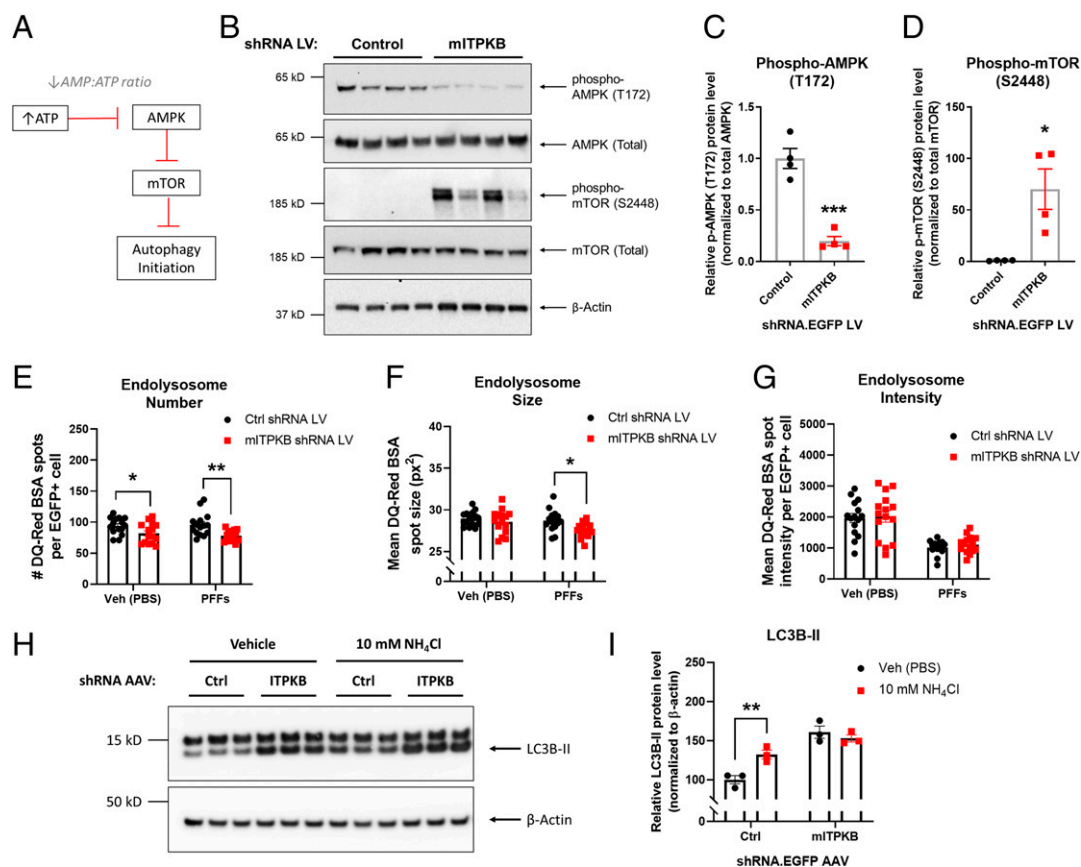 A
↓AMP:ATP ratio
↑ATP
AMPK
mTOR
Autophagy
Initiation
B
shRNA LV:
Control
mITPKB
65 kD
phospho-
AMPK (T172)
65 kD
AMPK (Total)
185 kD
phospho-
mTOR (S2448)
185 kD
mTOR (Total)
37 kD
β-Actin
C
Phospho-AMPK
(T172)
Relative p-AMPK (T172) protein level
(normalized to total AMPK)
1.5
1.0
0.5
0.0
***
Control
mITPKB
shRNA.EGFP LV
D
Phospho-mTOR
(S2448)
Relative p-mTOR (S2448) protein level
(normalized to total mTOR)
150
100
50
0
*
Control
mITPKB
shRNA.EGFP LV
E
Endolysosome
Number
Ctrl shRNA LV
mITPKB shRNA LV
# DQ-Red BSA spots
per EGFP+ cell
250
200
150
100
50
0
*
**
Veh (PBS)
PFFs
F
Endolysosome
Size
Ctrl shRNA LV
mITPKB shRNA LV
Mean DQ-Red BSA
spot size (px²)
40
35
30
25
0
*
Veh (PBS)
PFFs
G
Endolysosome
Intensity
Ctrl shRNA LV
mITPKB shRNA LV
Mean DQ-Red BSA spot
intensity per EGFP+ cell
5000
4000
3000
2000
1000
0
Veh (PBS)
PFFs
H
Vehicle
10 mM NH₄Cl
shRNA AAV:
Ctrl
ITPKB
Ctrl
ITPKB
15 kD
LC3B-II
50 kD
β-Actin
I
LC3B-II
Veh (PBS)
10 mM NH₄Cl
Relative LC3B-II protein level
(normalized to β-actin)
250
200
150
100
50
0
**
Ctrl
mITPKB
shRNA.EGFP AAV